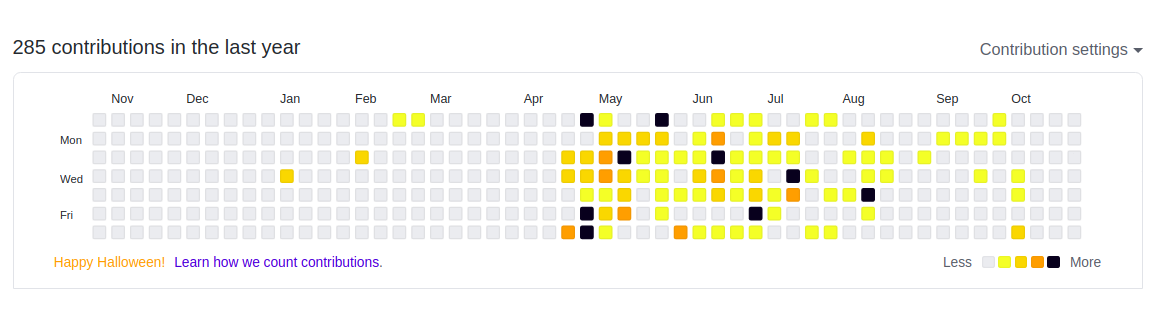 285 contributions in the last year
Contribution settings
Nov Dec Jan Feb Mar Apr May Jun Jul Aug Sep Oct
Mon
Wed
Fri
Happy Halloween! Learn how we count contributions.
Less More